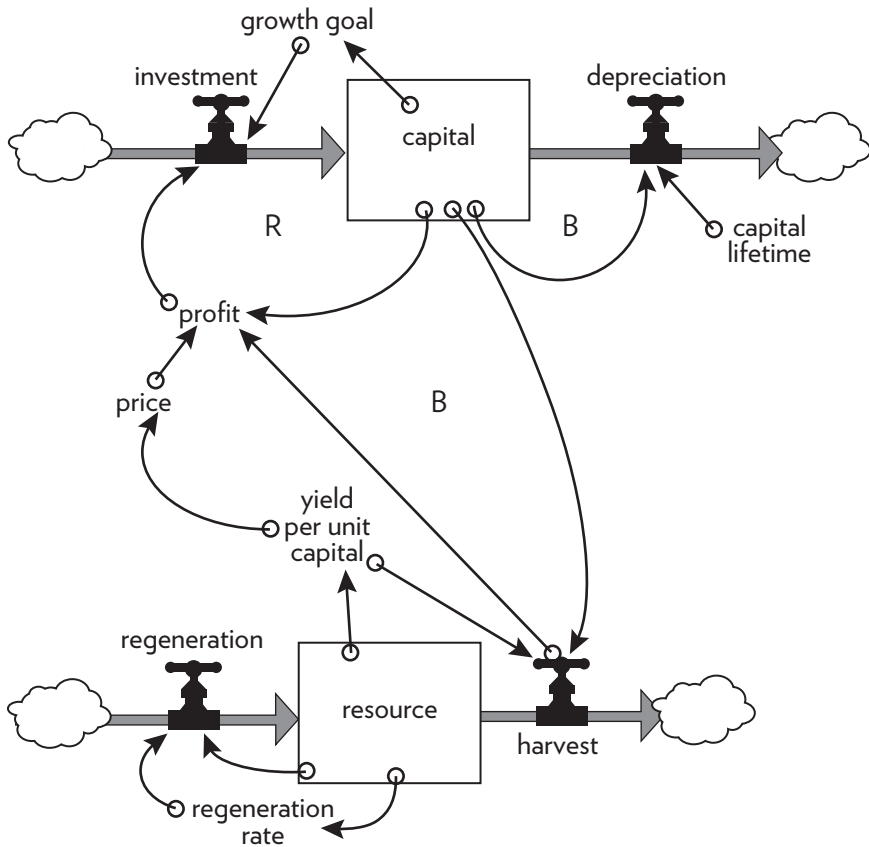 growth goal
investment
depreciation
capital
R
B
capital
lifetime
profit
price
B
yield
per unit
capital
regeneration
resource
harvest
regeneration
rate